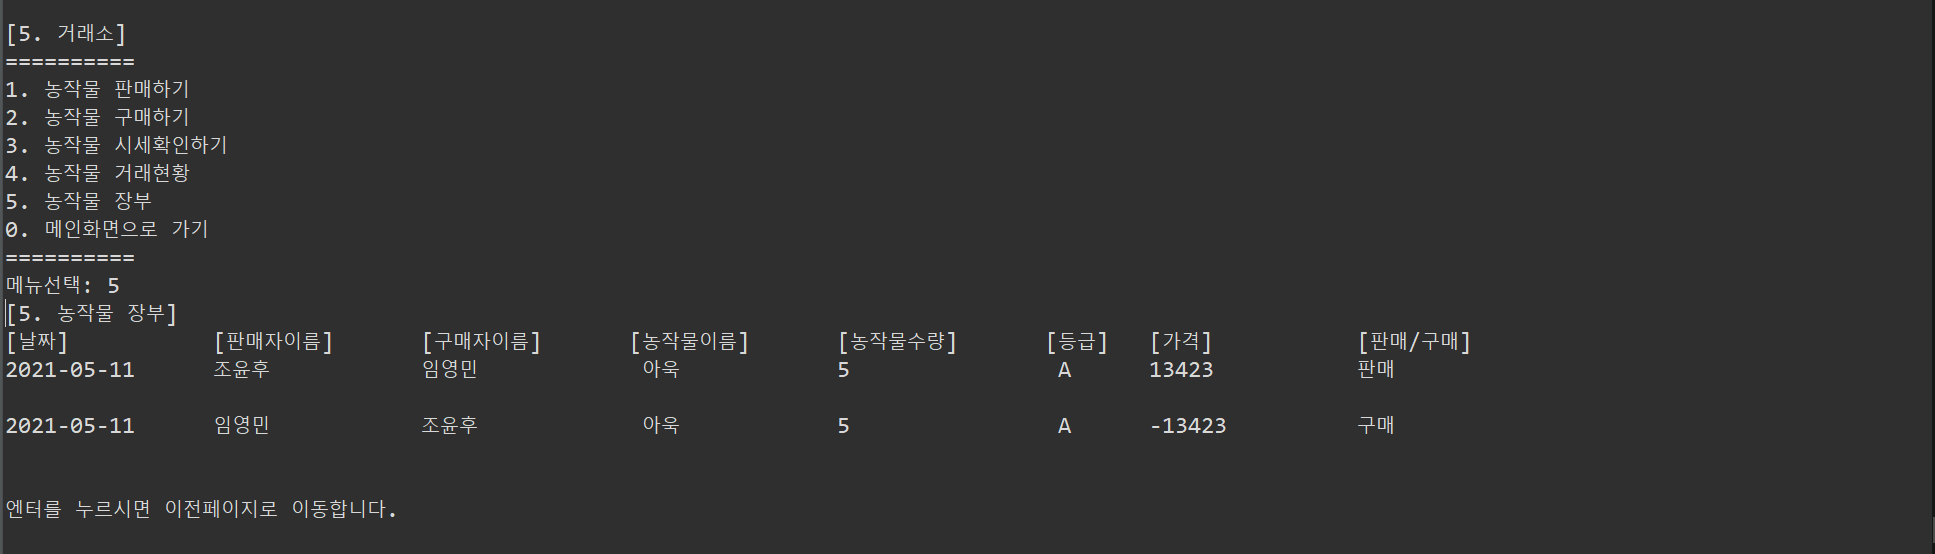 [5. 거래소]
==========
1. 농작물 판매하기
2. 농작물 구매하기
3. 농작물 시세확인하기
4. 농작물 거래현황
5. 농작물 장부
0. 메인화면으로 가기
==========
메뉴선택: 5
[5. 농작물 장부]
[날짜] [판매자이름] [구매자이름] [농작물이름] [농작물수량] [등급] [가격] [판매/구매]
2021-05-11 조윤후 임영민 아욱 5 A 13423 판매
2021-05-11 임영민 조윤후 아욱 5 A -13423 구매
엔터를 누르시면 이전페이지로 이동합니다.